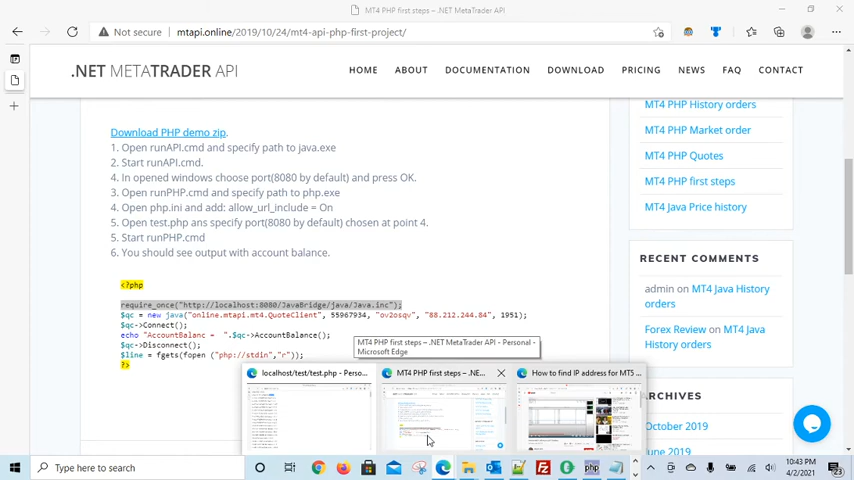 MT4 PHP first steps – .NET MetaTrader API
Not secure
mtapi.online/2019/10/24/mt4-api-php-first-project/
.NET METATRADER API
HOME
ABOUT
DOCUMENTATION
DOWNLOAD
PRICING
NEWS
FAQ
CONTACT
Download PHP demo zip.
1. Open runAPI.cmd and specify path to java.exe
2. Start runAPI.cmd.
4. In opened windows choose port(8080 by default) and press OK.
3. Open runPHP.cmd and specify path to php.exe
4. Open php.ini and add: allow_url_include = On
5. Open test.php ans specify port(8080 by default) chosen at point 4.
5. Start runPHP.cmd
6. You should see output with account balance.
<?php
require_once("http://localhost:8080/JavaBridge/java/Java.inc");
$qc = new java("online.mtapi.mt4.QuoteClient", 55967934, "ov2osqv", "88.212.244.84", 1951);
$qc->Connect();
echo "AccountBalanc = ".$qc->AccountBalance();
$qc->Disconnect();
$line = fgets(fopen ("php://stdin","r"));
?>
MT4 PHP History orders
MT4 PHP Market order
MT4 PHP Quotes
MT4 PHP first steps
MT4 Java Price history
RECENT COMMENTS
admin on MT4 Java History
orders
Forex Review on MT4 Java
History orders
ARCHIVES
October 2019
June 2019
MT4 PHP first steps – .NET MetaTrader API - Personal -
Microsoft Edge
localhost/test/test.php - Perso...
MT4 PHP first steps – .NE...
How to find IP address for MT5 ...
Type here to search
php
10:43 PM
4/2/2021
23